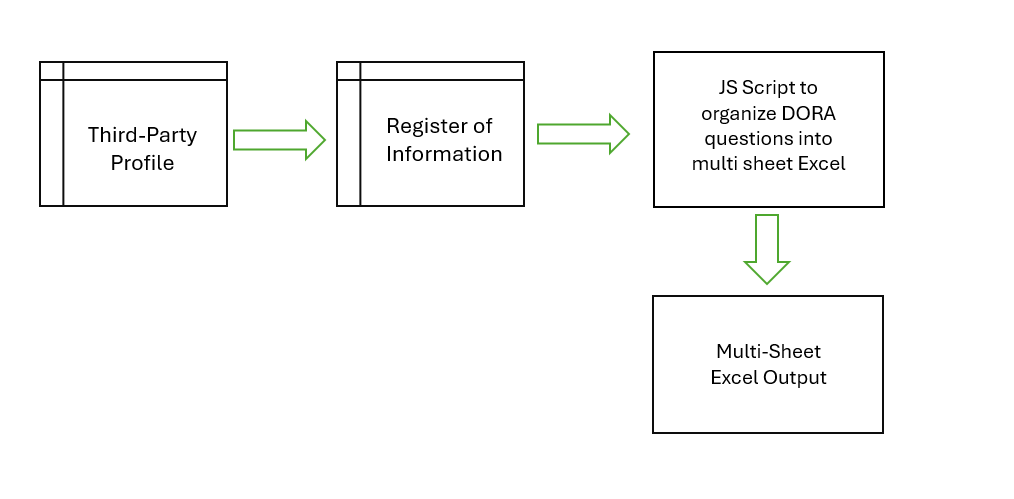 Third-Party
Profile
Register of
Information
JS Script to
organize DORA
questions into
multi sheet Excel
Multi-Sheet
Excel Output